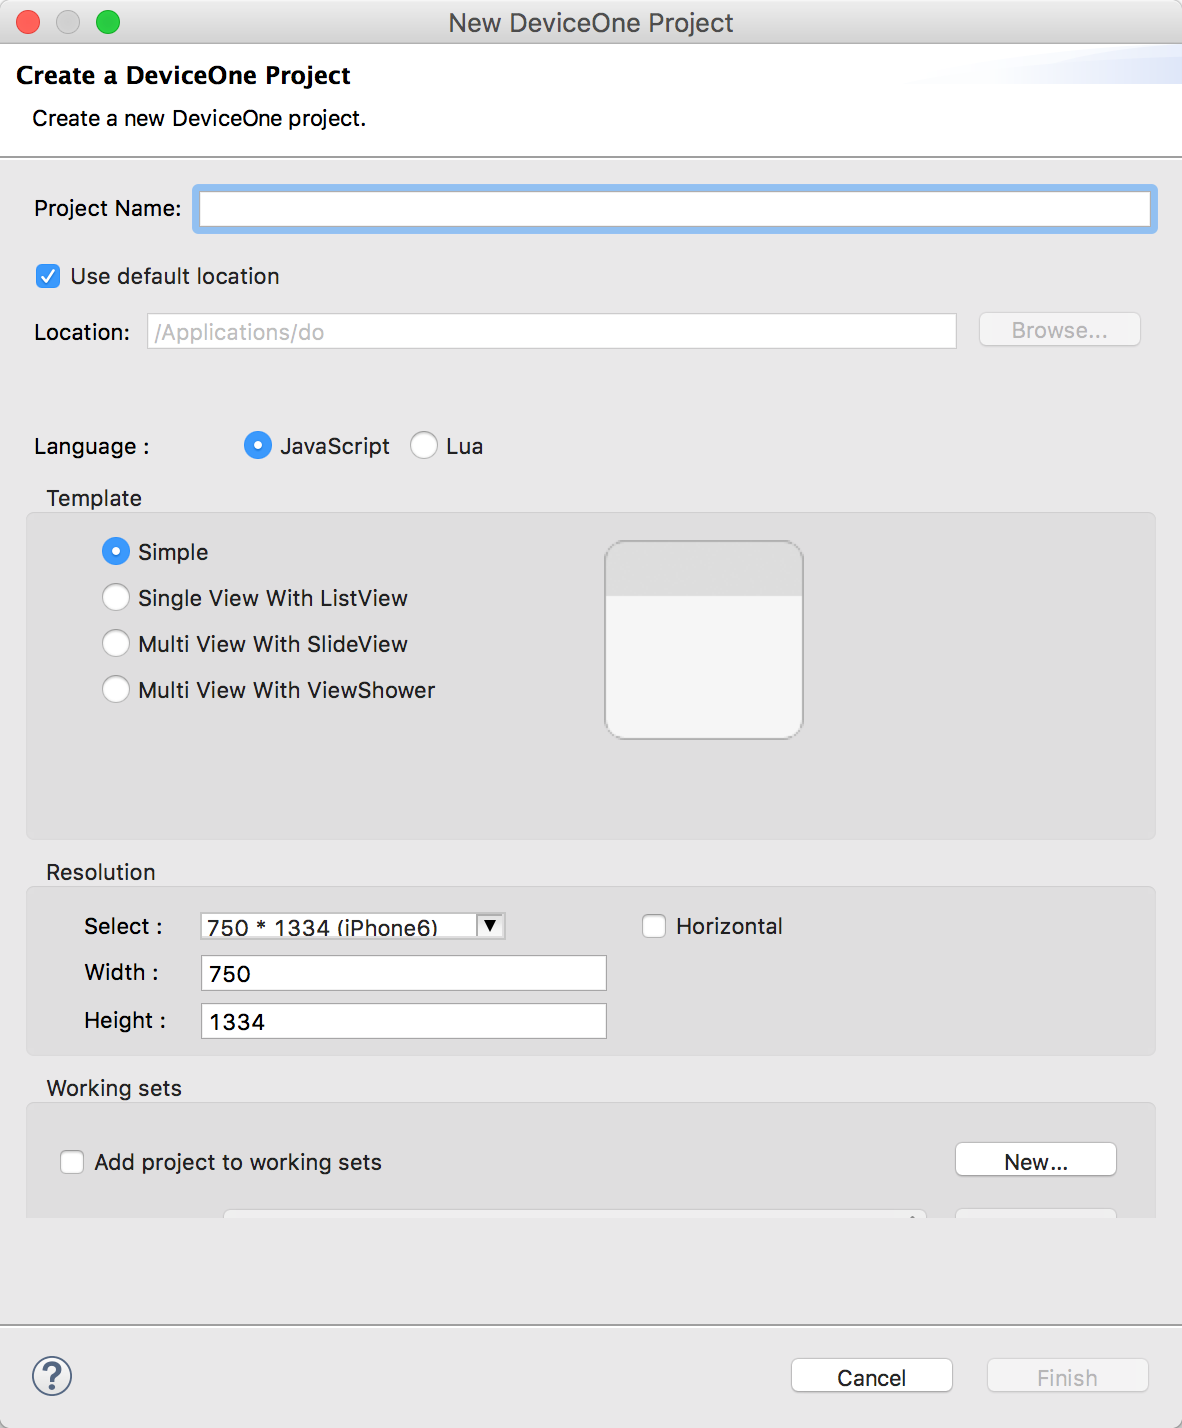 New DeviceOne Project
Create a DeviceOne Project
Create a new DeviceOne project.
Project Name:
Use default location
Location: /Applications/do Browse...
Language : JavaScript Lua
Template
Simple
Single View With ListView
Multi View With SlideView
Multi View With ViewShower
Resolution
Select : 750 * 1334 (iPhone6) Horizontal
Width : 750
Height : 1334
Working sets
Add project to working sets New...
? Cancel Finish